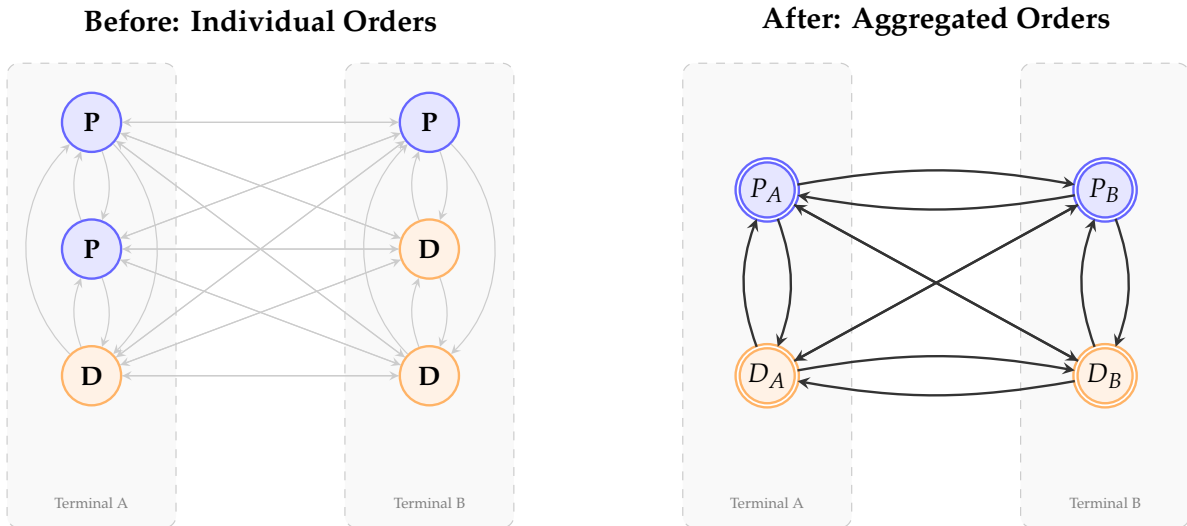 Before: Individual Orders
P
P
P
D
D
D
Terminal A
Terminal B
After: Aggregated Orders
P_A
P_B
D_A
D_B
Terminal A
Terminal B